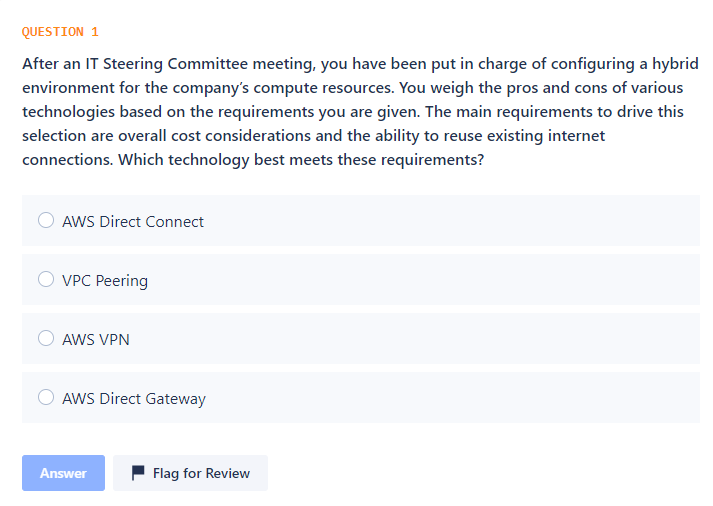 QUESTION 1
After an IT Steering Committee meeting, you have been put in charge of configuring a hybrid
environment for the company’s compute resources. You weigh the pros and cons of various
technologies based on the requirements you are given. The main requirements to drive this
selection are overall cost considerations and the ability to reuse existing internet
connections. Which technology best meets these requirements?
AWS Direct Connect
VPC Peering
AWS VPN
AWS Direct Gateway
Answer
Flag for Review